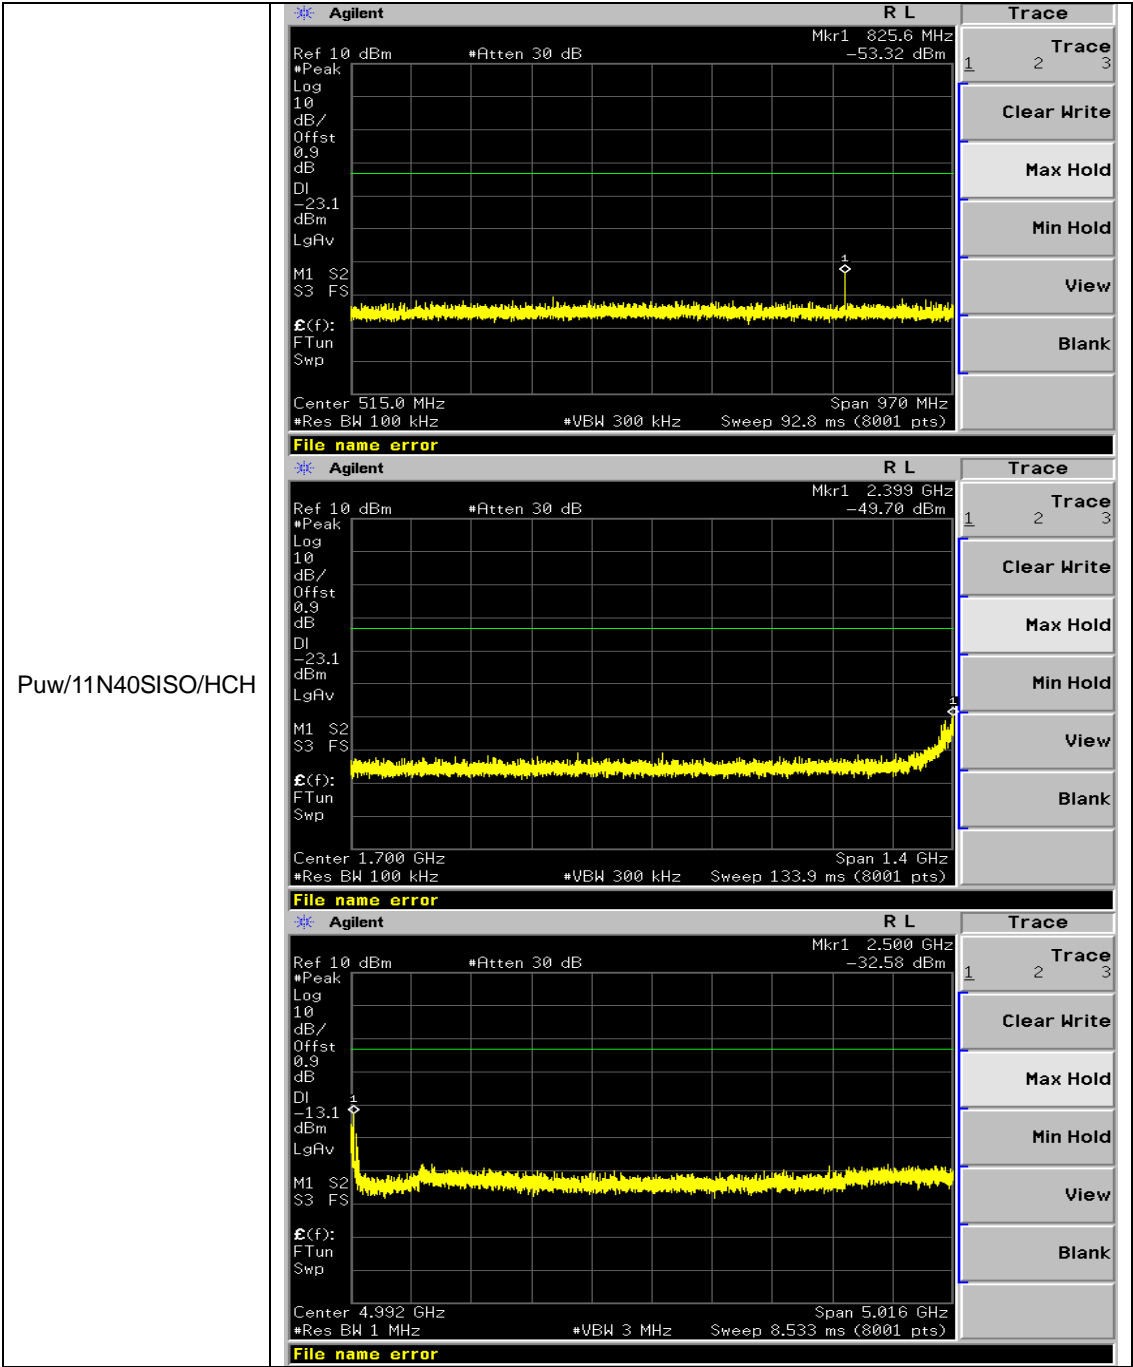 Puw/11N40SISO/HCH
Agilent R L Trace
Mkr1 825.6 MHz
Ref 10 dBm #Atten 30 dB -53.32 dBm
#Peak
Log
10
dB/
Offst
0.9
dB
DI
-23.1
dBm
LgAv
M1 S2
S3 FS
£(f):
FTun
Swp
1
Center 515.0 MHz Span 970 MHz
#Res BW 100 kHz #VBW 300 kHz Sweep 92.8 ms (8001 pts)
File name error
Trace
1 2 3
Clear Write
Max Hold
Min Hold
View
Blank
Agilent R L Trace
Mkr1 2.399 GHz
Ref 10 dBm #Atten 30 dB -49.70 dBm
#Peak
Log
10
dB/
Offst
0.9
dB
DI
-23.1
dBm
LgAv
M1 S2
S3 FS
£(f):
FTun
Swp
1
Center 1.700 GHz Span 1.4 GHz
#Res BW 100 kHz #VBW 300 kHz Sweep 133.9 ms (8001 pts)
File name error
Trace
1 2 3
Clear Write
Max Hold
Min Hold
View
Blank
Agilent R L Trace
Mkr1 2.500 GHz
Ref 10 dBm #Atten 30 dB -32.58 dBm
#Peak
Log
10
dB/
Offst
0.9
dB
DI
-13.1
dBm
LgAv
M1 S2
S3 FS
£(f):
FTun
Swp
1
Center 4.992 GHz Span 5.016 GHz
#Res BW 1 MHz #VBW 3 MHz Sweep 8.533 ms (8001 pts)
File name error
Trace
1 2 3
Clear Write
Max Hold
Min Hold
View
Blank